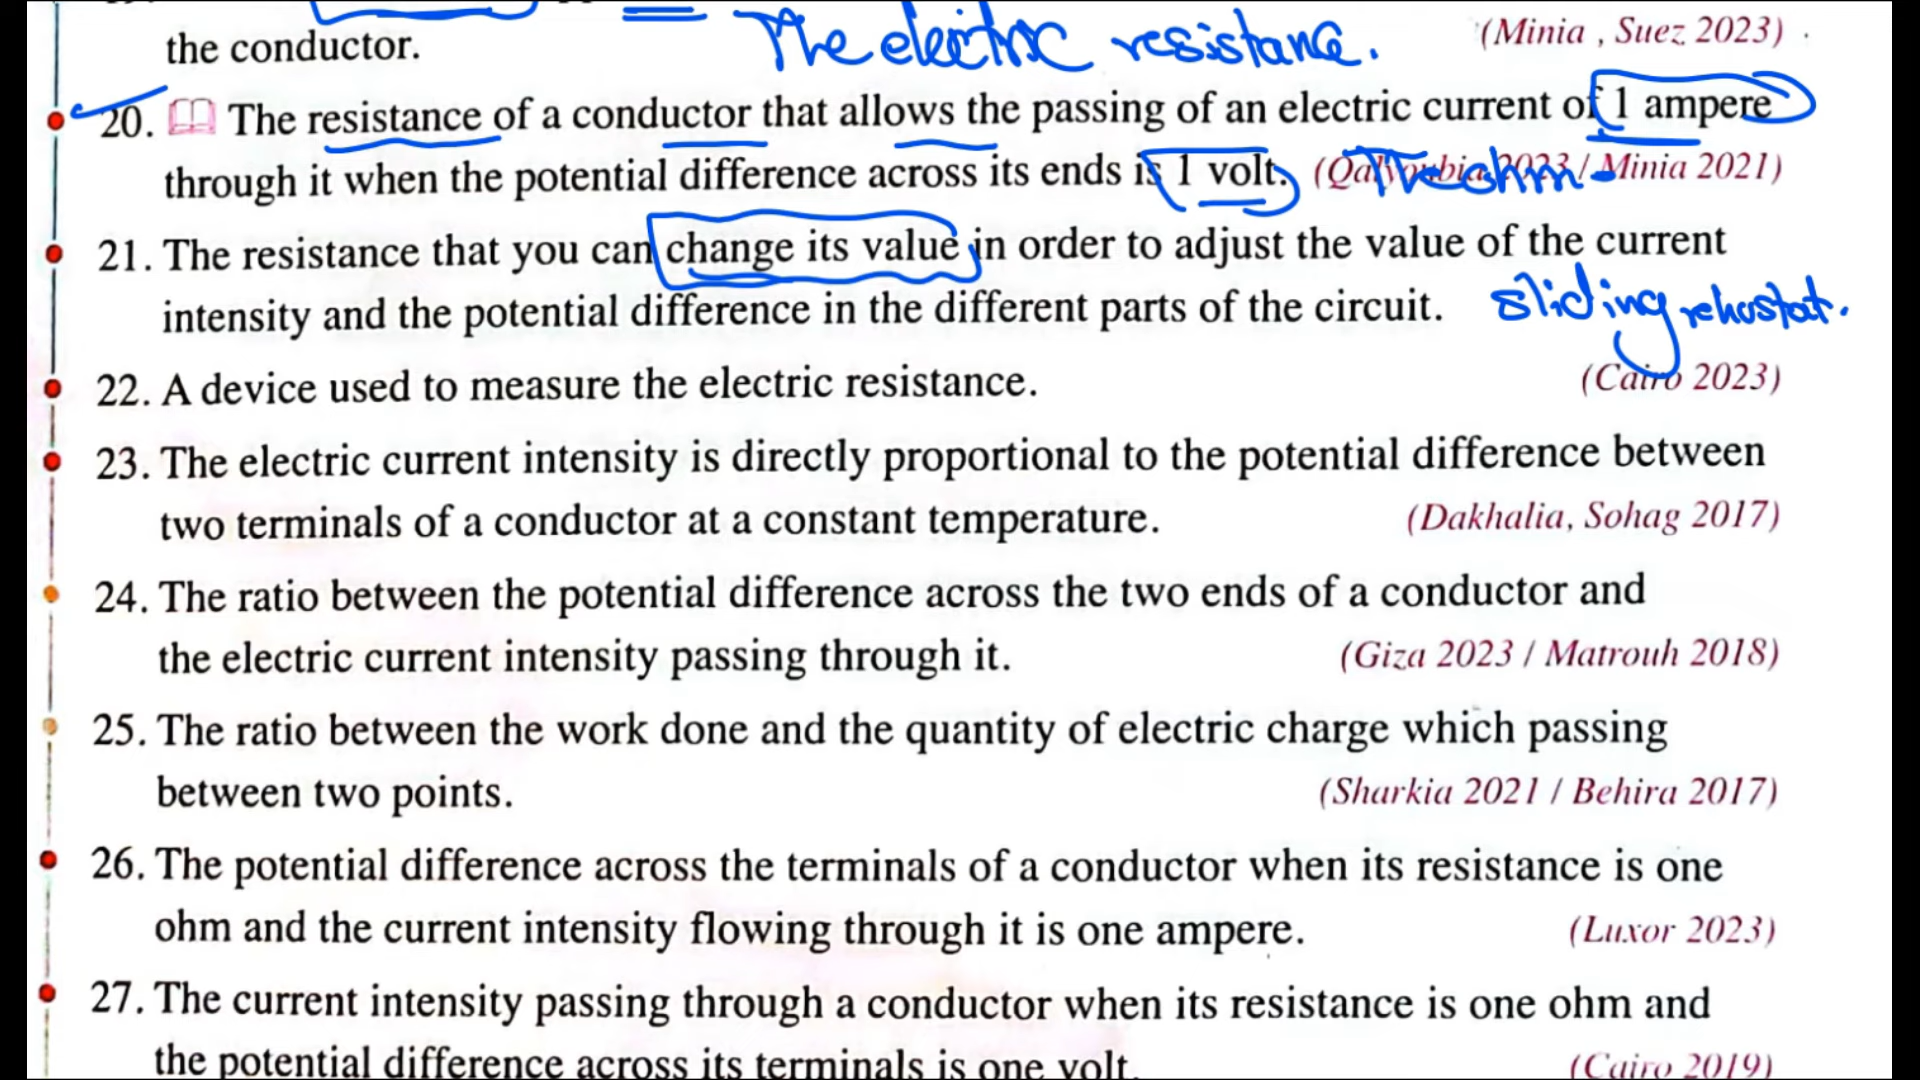 the conductor.
The electric resistance.
(Minia , Suez 2023)
20. The resistance of a conductor that allows the passing of an electric current of 1 ampere
through it when the potential difference across its ends is 1 volt. (Qalyoubia 2023 / Minia 2021)
The ohm
21. The resistance that you can change its value in order to adjust the value of the current
intensity and the potential difference in the different parts of the circuit.
sliding rehostat.
22. A device used to measure the electric resistance. (Cairo 2023)
23. The electric current intensity is directly proportional to the potential difference between
two terminals of a conductor at a constant temperature. (Dakhalia, Sohag 2017)
24. The ratio between the potential difference across the two ends of a conductor and
the electric current intensity passing through it. (Giza 2023 / Matrouh 2018)
25. The ratio between the work done and the quantity of electric charge which passing
between two points. (Sharkia 2021 / Behira 2017)
26. The potential difference across the terminals of a conductor when its resistance is one
ohm and the current intensity flowing through it is one ampere. (Luxor 2023)
27. The current intensity passing through a conductor when its resistance is one ohm and
the potential difference across its terminals is one volt. (Cairo 2019)